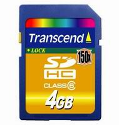 Transcend
LOCK
150x
SD
HC
CLASS 6
4GB